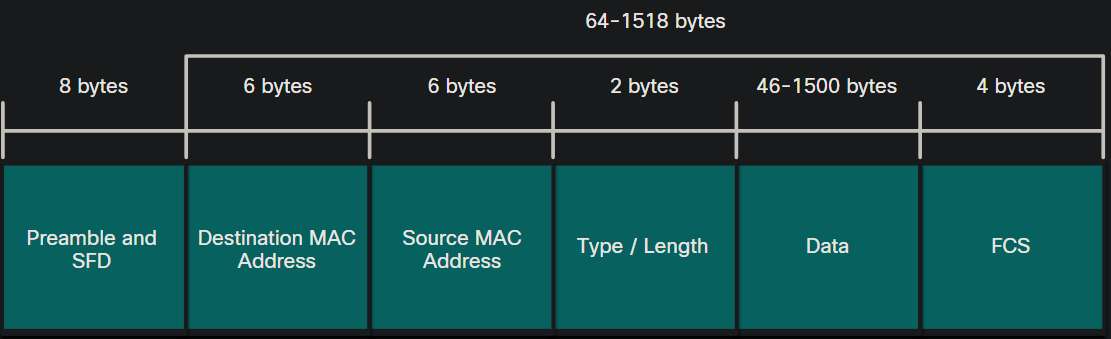 64-1518 bytes
8 bytes
6 bytes
6 bytes
2 bytes
46-1500 bytes
4 bytes
Preamble and
SFD
Destination MAC
Address
Source MAC
Address
Type / Length
Data
FCS